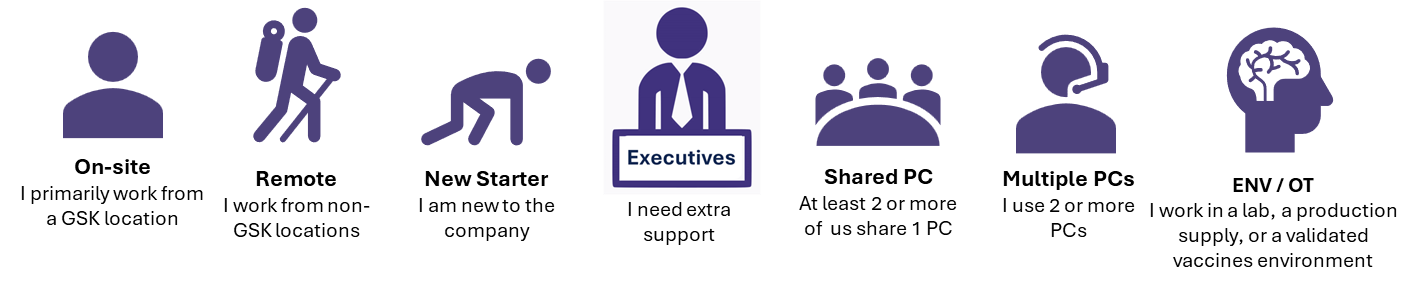 On-site
I primarily work from
a GSK location
Remote
I work from non-
GSK locations
New Starter
I am new to the
company
Executives
I need extra
support
Shared PC
At least 2 or more
of us share 1 PC
Multiple PCs
I use 2 or more
PCs
ENV / OT
I work in a lab, a production
supply, or a validated
vaccines environment